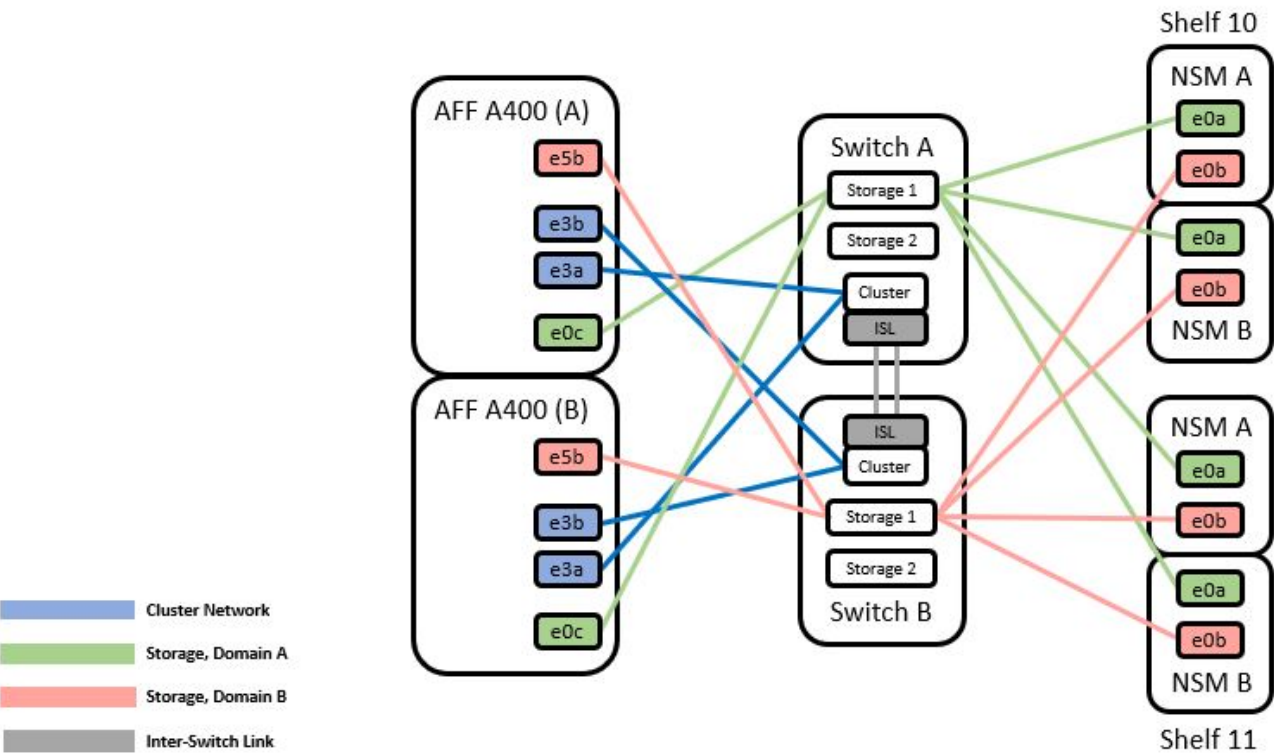 Shelf 10
AFF A400 (A)
e5b
e3b
e3a
e0c
AFF A400 (B)
e5b
e3b
e3a
e0c
Switch A
Storage 1
Storage 2
Cluster
ISL
ISL
Cluster
Storage 1
Storage 2
Switch B
NSM A
e0a
e0b
e0a
e0b
NSM B
NSM A
e0a
e0b
e0a
e0b
NSM B
Shelf 11
Cluster Network
Storage, Domain A
Storage, Domain B
Inter-Switch Link